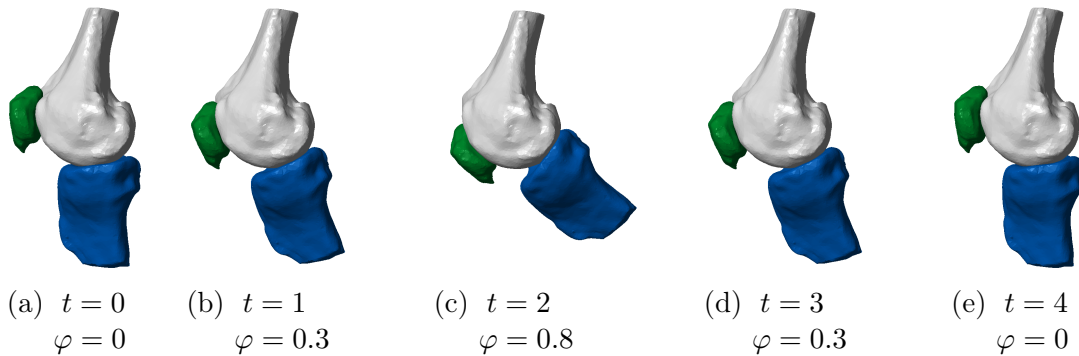 (a) t = 0
φ = 0
(b) t = 1
φ = 0.3
(c) t = 2
φ = 0.8
(d) t = 3
φ = 0.3
(e) t = 4
φ = 0